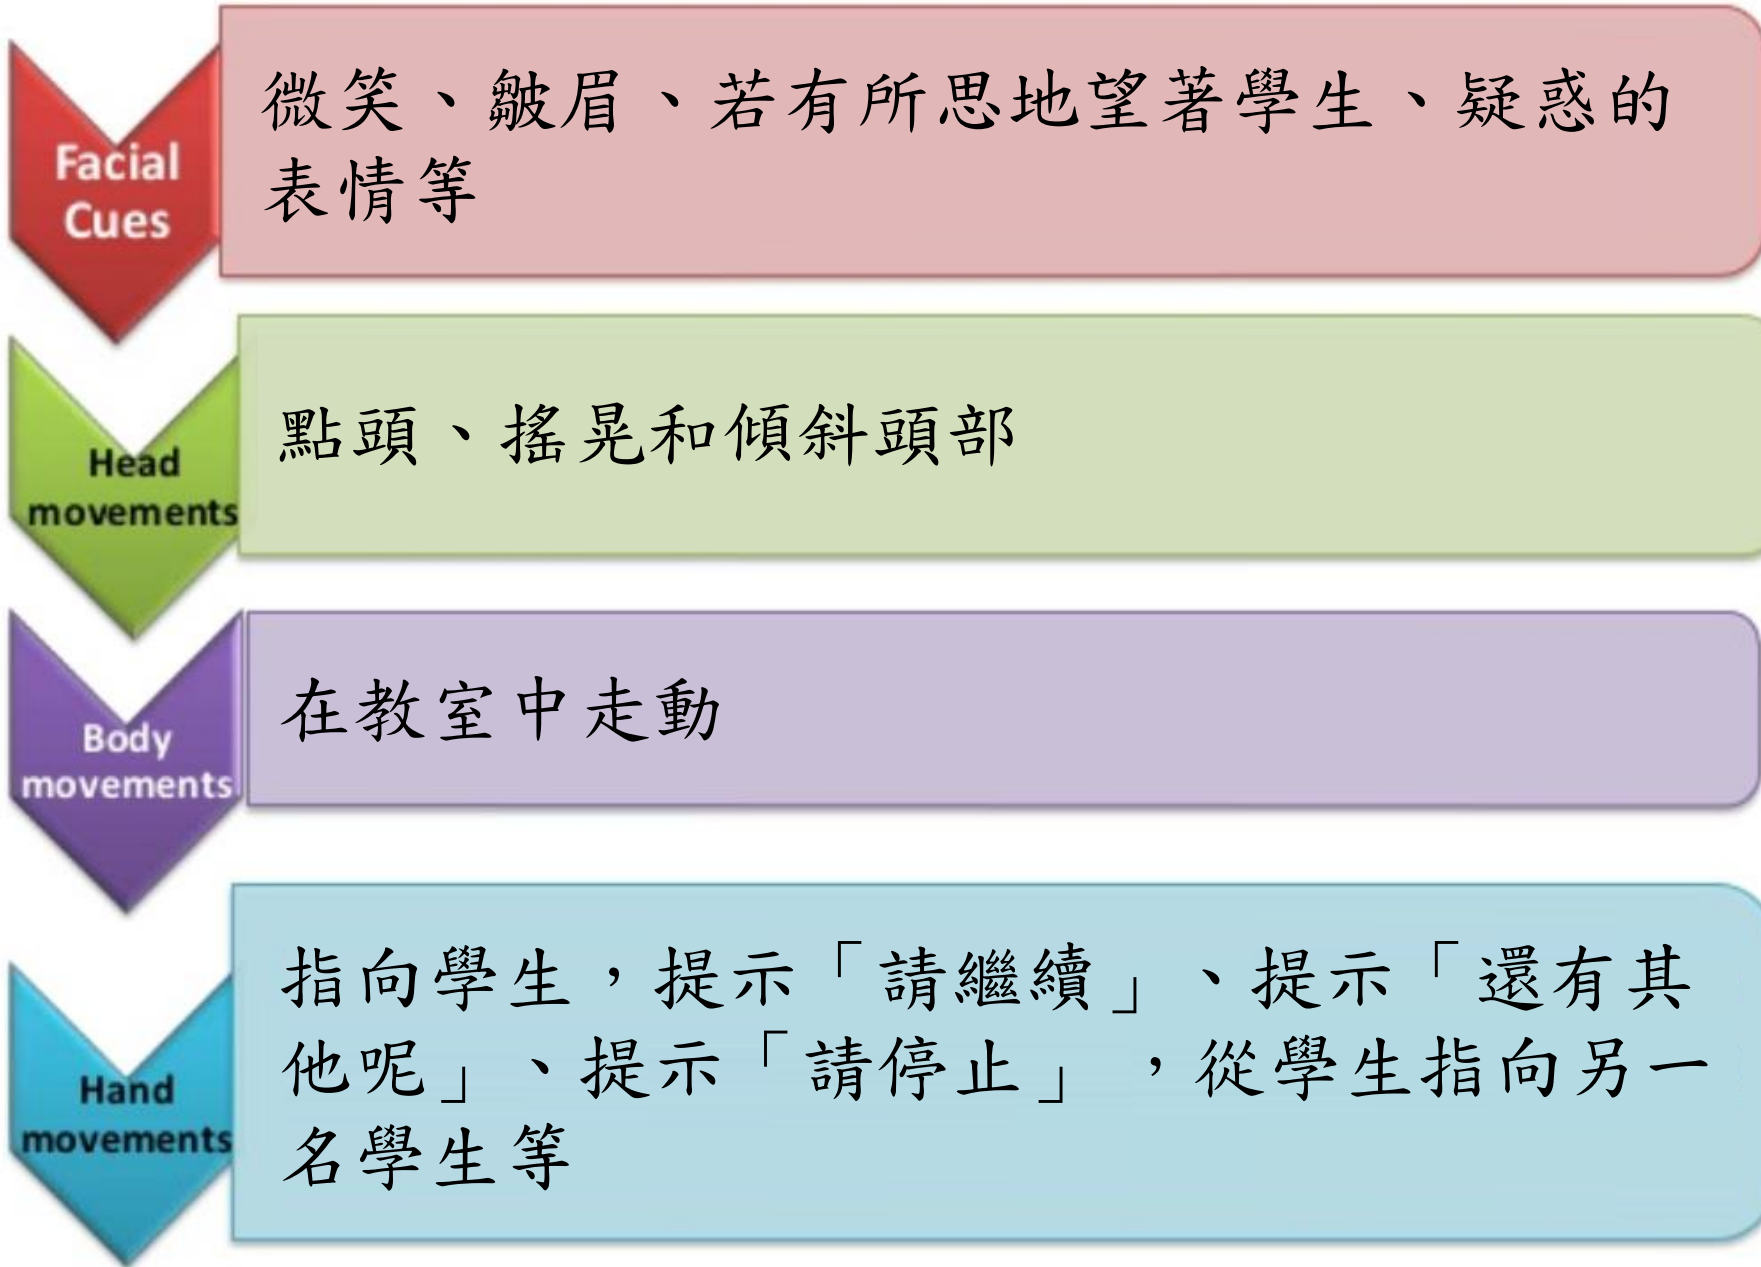 Facial
Cues
微笑、皺眉、若有所思地望著學生、疑惑的
表情等
Head
movements
點頭、搖晃和傾斜頭部
Body
movements
在教室中走動
Hand
movements
指向學生，提示「請繼續」、提示「還有其
他呢」、提示「請停止」，從學生指向另一
名學生等